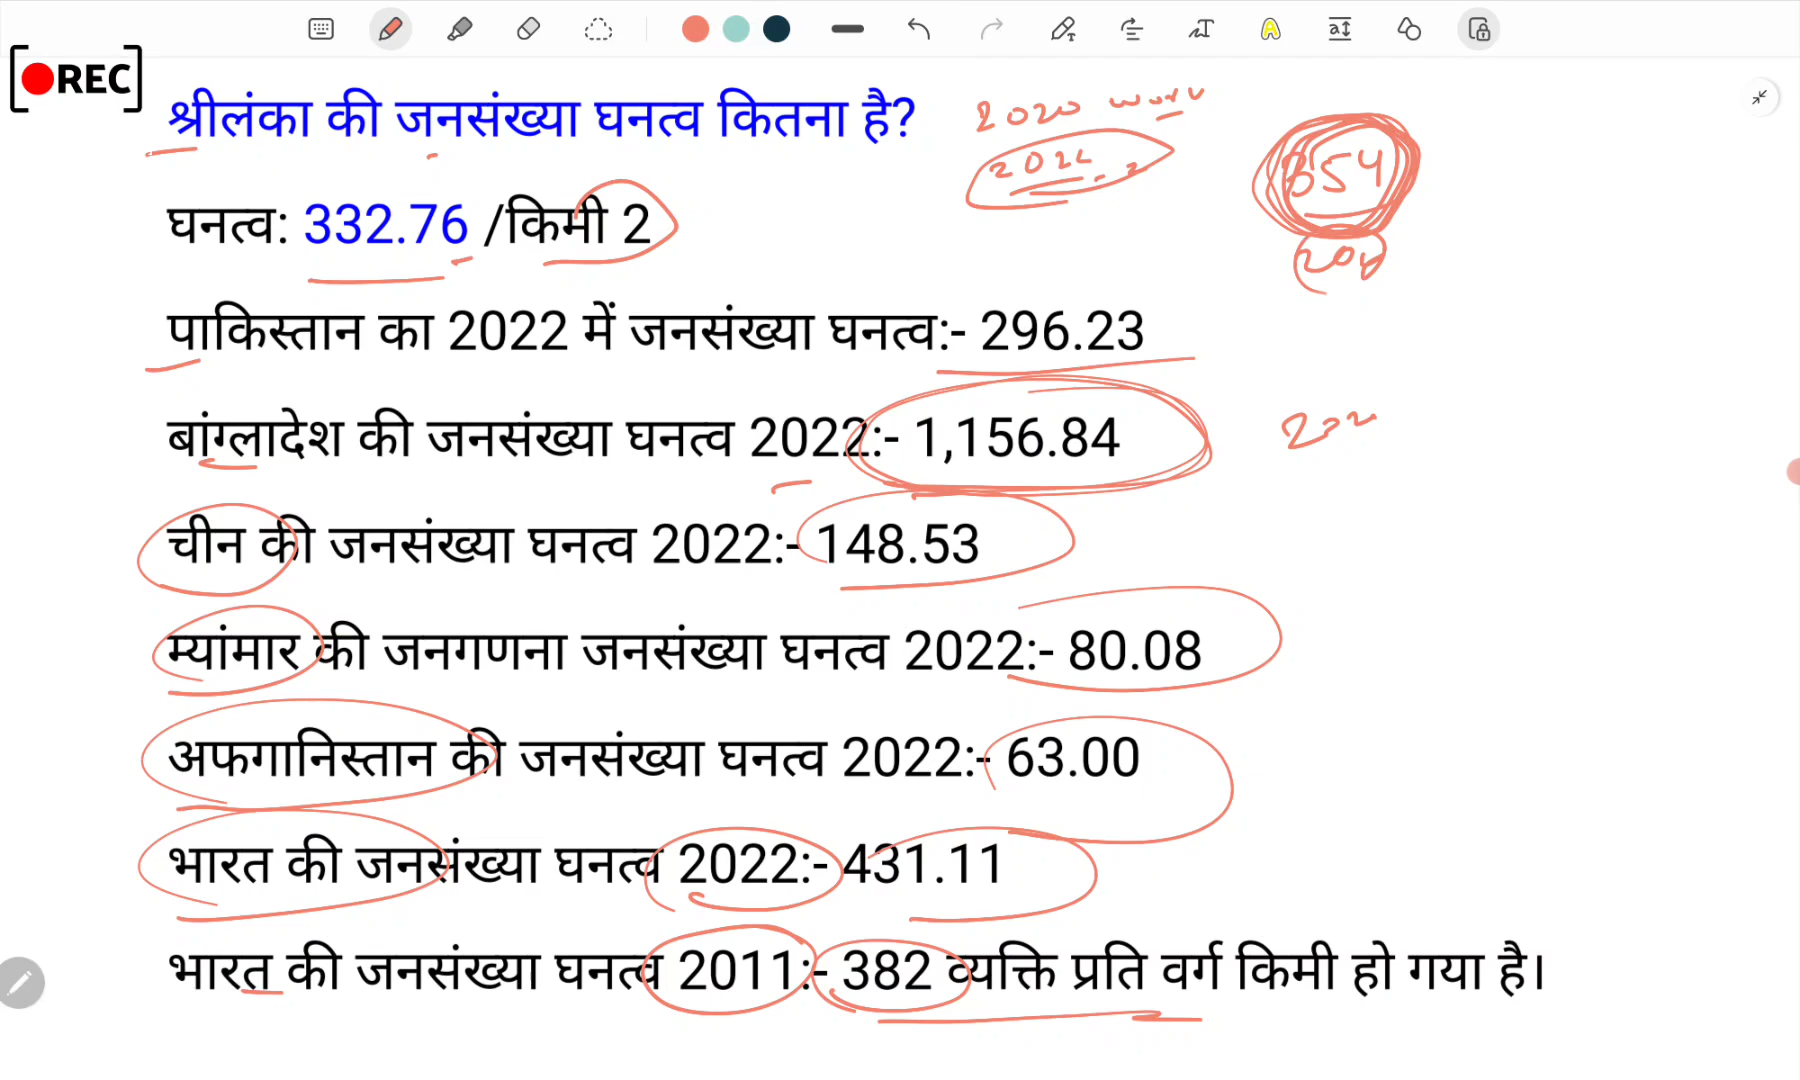 REC
श्रीलंका की जनसंख्या घनत्व कितना है?
2020
घनत्व: 332.76 /किमी 2
पाकिस्तान का 2022 में जनसंख्या घनत्व:- 296.23
बांग्लादेश की जनसंख्या घनत्व 2022:- 1,156.84
चीन की जनसंख्या घनत्व 2022:- 148.53
म्यांमार की जनगणना जनसंख्या घनत्व 2022:- 80.08
अफगानिस्तान की जनसंख्या घनत्व 2022:- 63.00
भारत की जनसंख्या घनत्व 2022:- 431.11
भारत की जनसंख्या घनत्व 2011:- 382 व्यक्ति प्रति वर्ग किमी हो गया है।